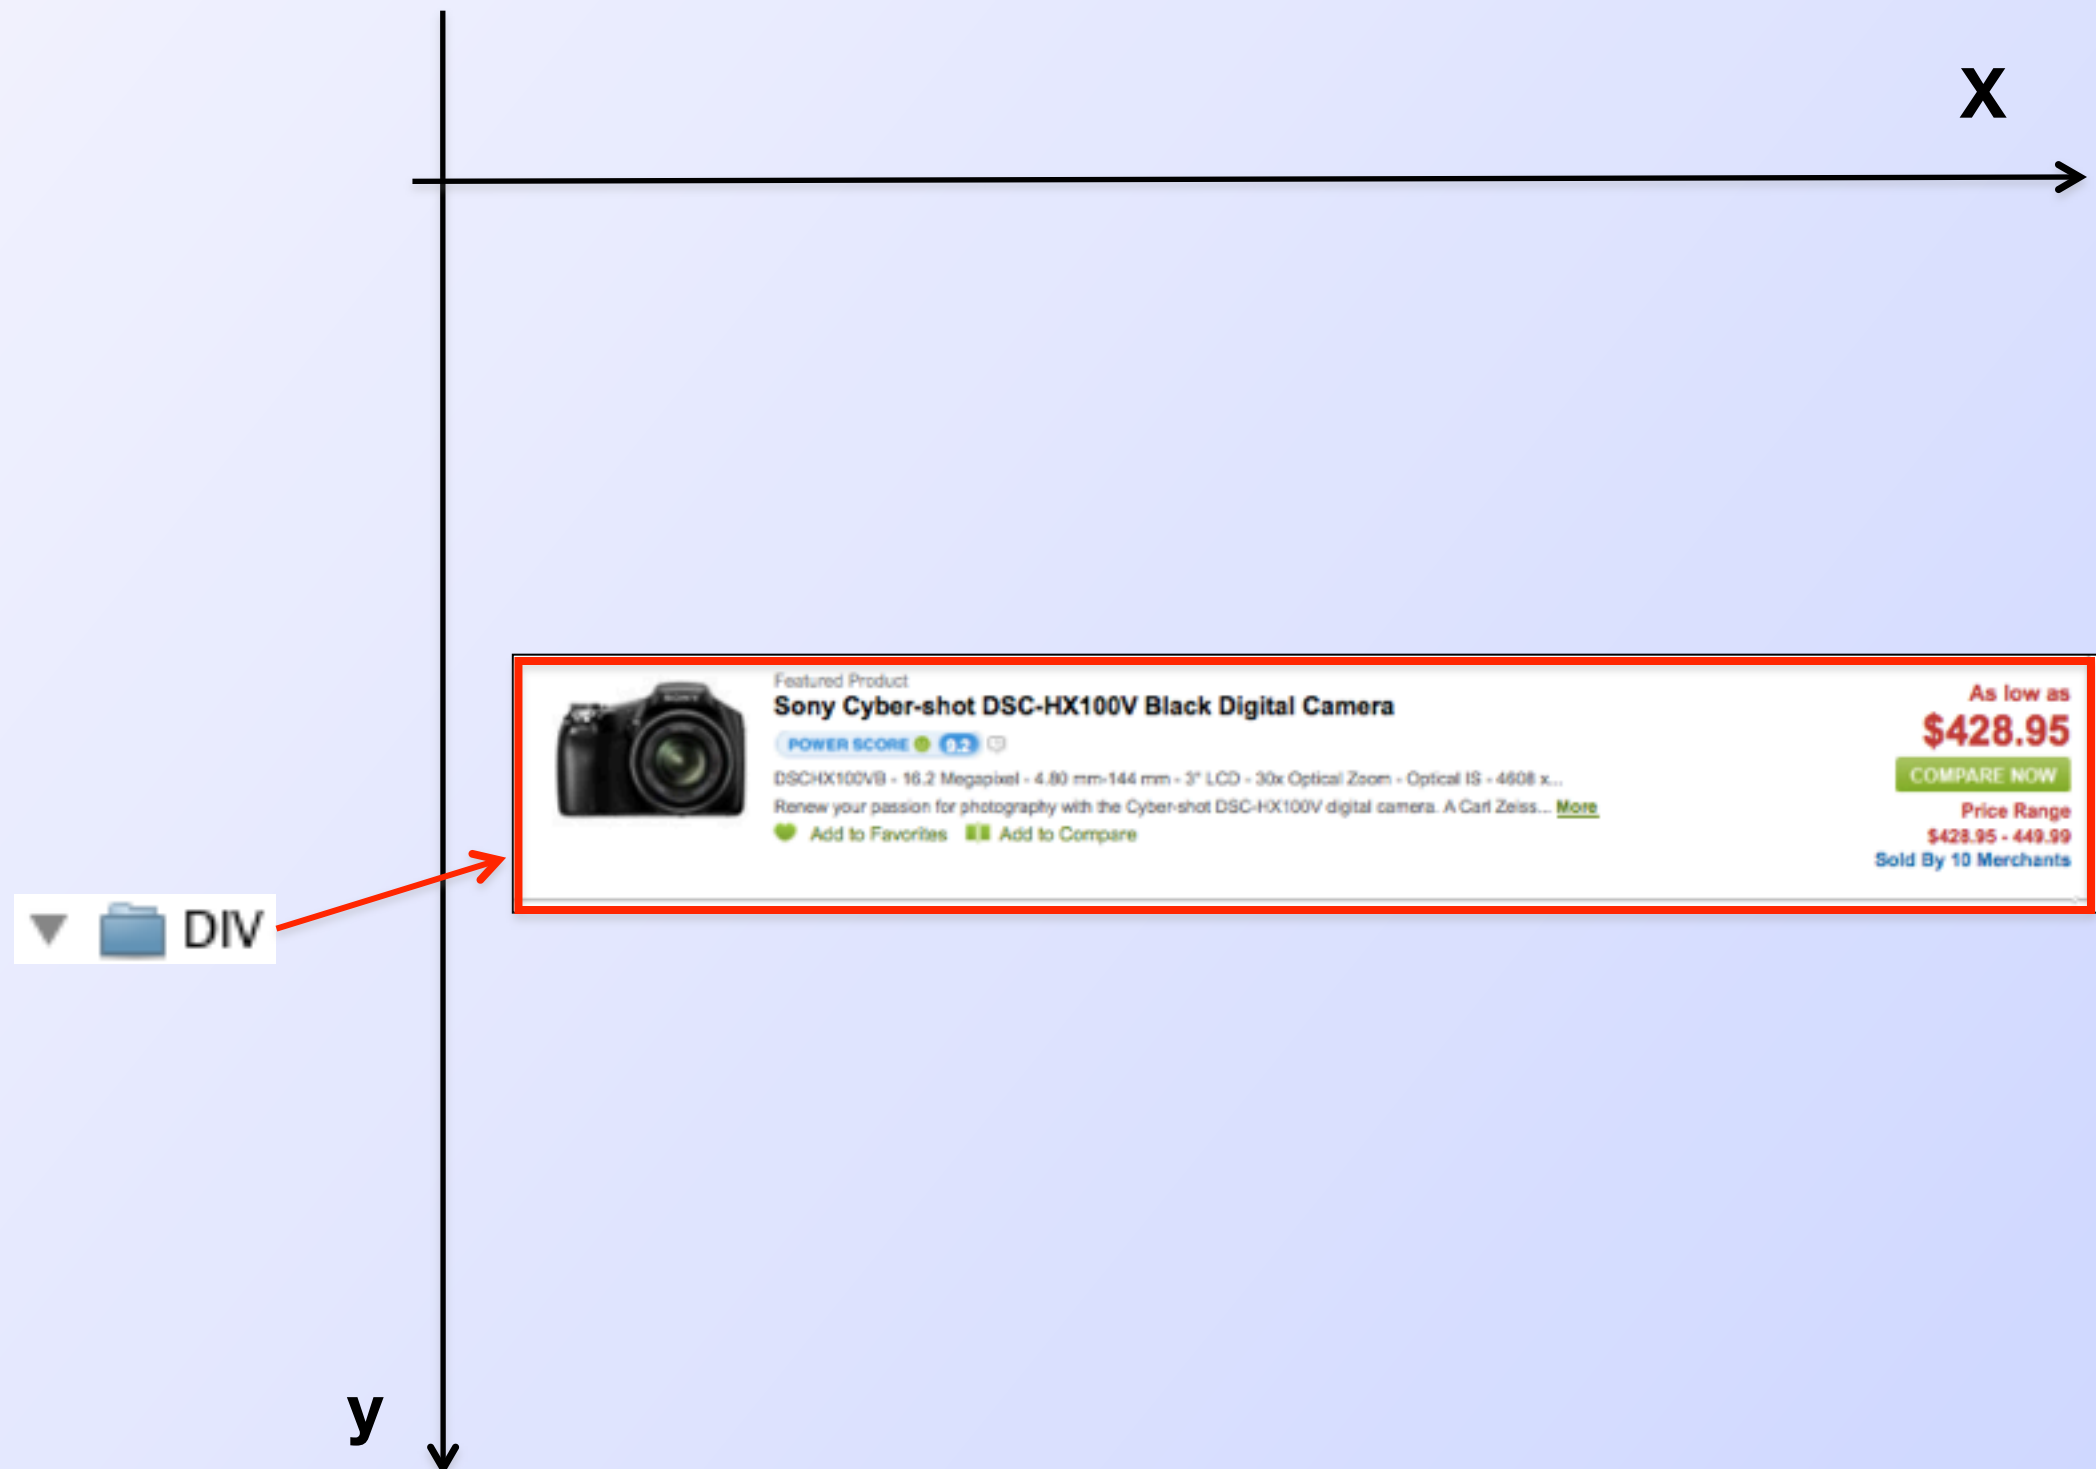 X
Featured Product
Sony Cyber-shot DSC-HX100V Black Digital Camera
POWER SCORE 9.2
DSCHX100VB - 16.2 Megapixel - 4.80 mm-144 mm - 3" LCD - 30x Optical Zoom - Optical IS - 4608 x...
Renew your passion for photography with the Cyber-shot DSC-HX100V digital camera. A Carl Zeiss... More
Add to Favorites Add to Compare
As low as
$428.95
COMPARE NOW
Price Range
$428.95 - 449.99
Sold By 10 Merchants
SONY
DIV
y